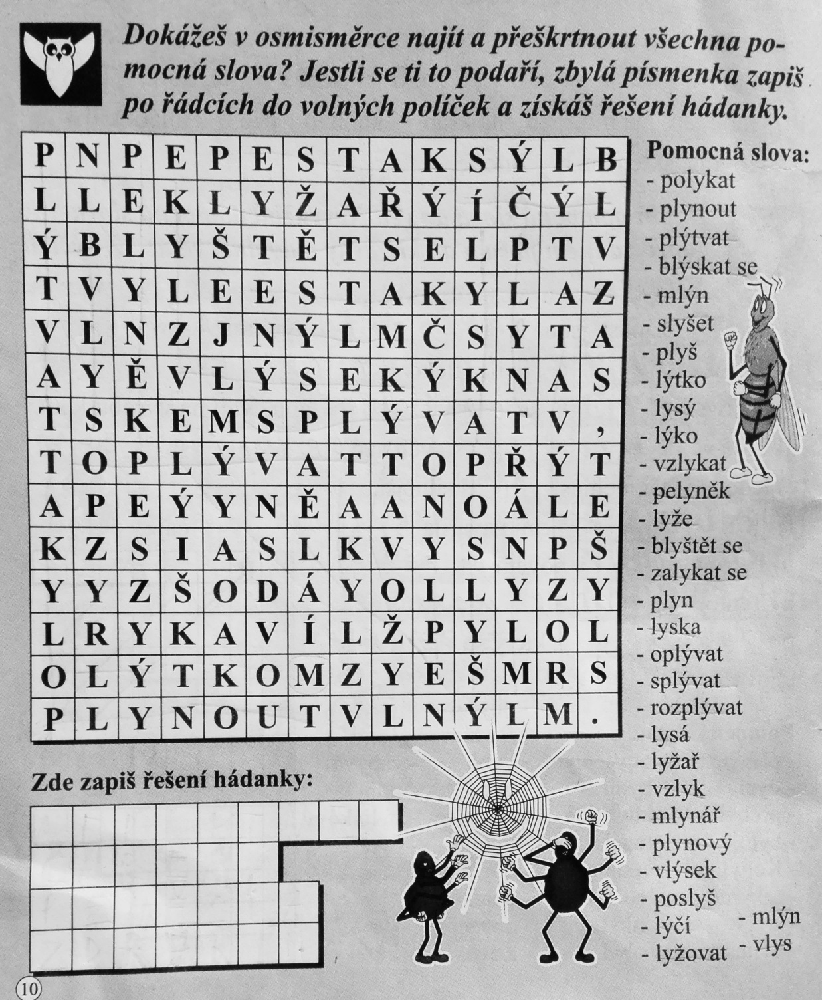 Dokážeš v osmisměrce najít a přeškrtnout všechna po-
mocná slova? Jestli se ti to podaří, zbylá písmenka zapiš
po řádcích do volných políček a získáš řešení hádanky.
P N P E P E S T A K S Ý L B
L L E K L Y Ž A Ř Ý Í Č Ý L
Ý B L Y Š T Ě T S E L P T V
T V Y L E E S T A K Y L A Z
V L N Z J N Ý L M Č S Y T A
A Y Ě V L Ý S E K Ý K N A S
T S K E M S P L Ý V A T V ,
T O P L Ý V A T T O P Ř Ý T
A P E Ý Y N Ě A A N O Á L E
K Z S I A S L K V Y S N P Š
Y Y Z Š O D Á Y O L L Y Z Y
L R Y K A V Í L Ž P Y L O L
O L Ý T K O M Z Y E Š M R S
P L Y N O U T V L N Ý L M .
Pomocná slova:
- polykat
- plynout
- plýtvat
- blýskat se
- mlýn
- slyšet
- plyš
- lýtko
- lysý
- lýko
- vzlykat
- pelyněk
- lyže
- blyštět se
- zalykat se
- plyn
- lyska
- oplývat
- splývat
- rozplývat
- lysá
- lyžař
- vzlyk
- mlynář
- plynový
- vlýsek
- poslyš
- lýčí
- lyžovat
- mlýn
- vlys
Zde zapiš řešení hádanky:
10